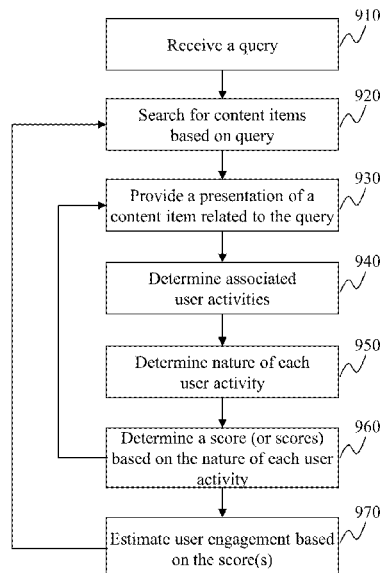 910
Receive a query
920
Search for content items
based on query
930
Provide a presentation of a
content item related to the query
940
Determine associated
user activities
950
Determine nature of each
user activity
960
Determine a score (or scores)
based on the nature of each user
activity
970
Estimate user engagement based
on the score(s)